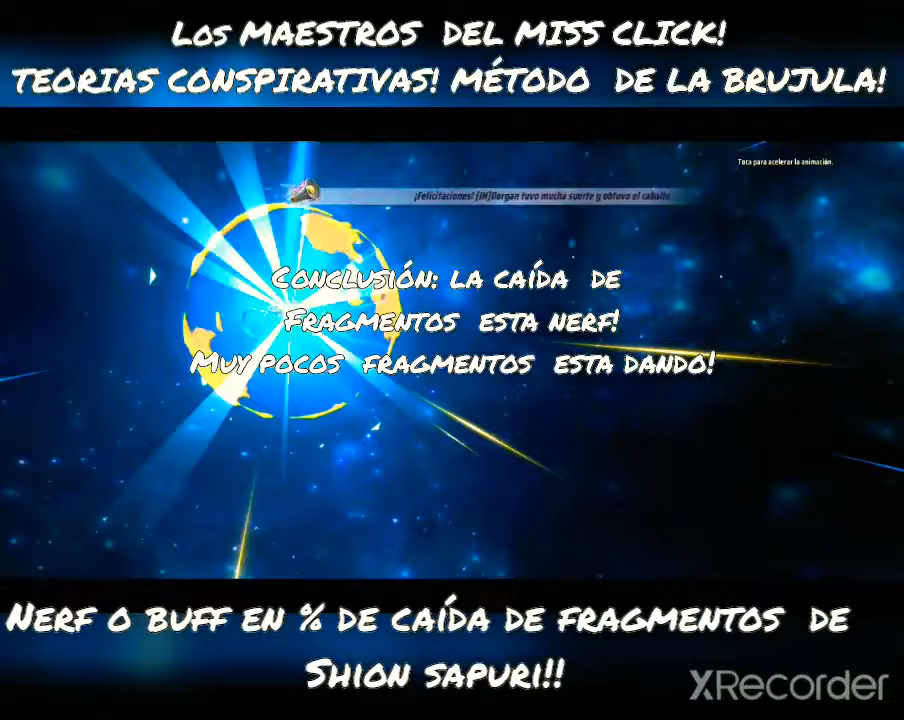 Los MAESTROS DEL MISS CLICK!
TEORIAS CONSPIRATIVAS! MÉTODO DE LA BRUJULA!
Toca para acelerar la animación.
¡Felicitaciones! [IH]Dorgan tuvo mucha suerte y obtuvo el caball
Conclusión: la caída de
Fragmentos esta nerf!
Muy pocos fragmentos esta dando!
Nerf o buff en % de caída de fragmentos de
Shion sapuri!!
XRecorder